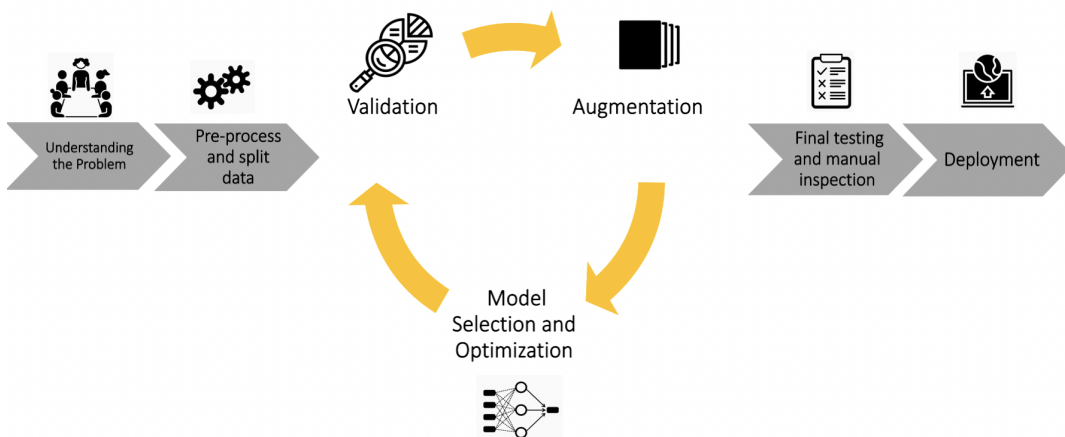 Understanding
the Problem
Pre-process
and split
data
Validation
Augmentation
Model
Selection and
Optimization
Final testing
and manual
inspection
Deployment